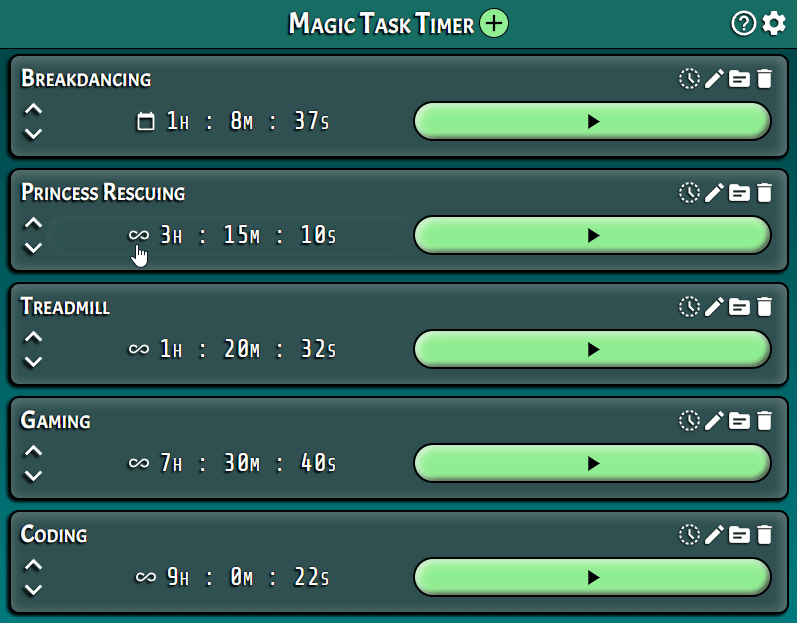 Magic Task Timer
Breakdancing
1h : 8m : 37s
Princess Rescuing
3h : 15m : 10s
Treadmill
1h : 20m : 32s
Gaming
7h : 30m : 40s
Coding
9h : 0m : 22s